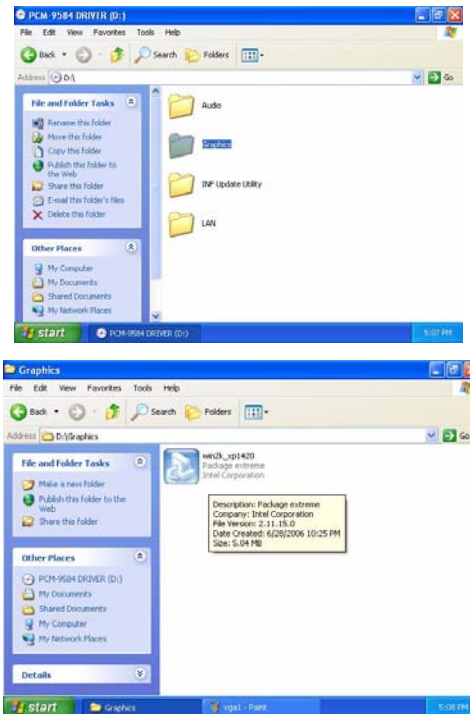 PCM-9584 DRIVER (D:)
File Edit View Favorites Tools Help
Back Search Folders
Address D:\ Go
File and Folder Tasks
Rename this folder
Move this folder
Copy this folder
Publish this folder to
the Web
Share this folder
E-mail this folder's files
Delete this folder
Other Places
My Computer
My Documents
Shared Documents
My Network Places
Audio
Graphics
INF Update Utility
LAN
start PCM-9584 DRIVER (D:) 5:07 PM
Graphics
File Edit View Favorites Tools Help
Back Search Folders
Address D:\Graphics Go
File and Folder Tasks
Make a new folder
Publish this folder to the
Web
Share this folder
Other Places
PCM-9584 DRIVER (D:)
My Documents
Shared Documents
My Computer
My Network Places
Details
win2k_xp1420
Package extreme
Intel Corporation
Description: Package extreme
Company: Intel Corporation
File Version: 2.11.15.0
Date Created: 6/28/2006 10:25 PM
Size: 5.04 MB
start Graphics vga1 - Paint 5:08 PM